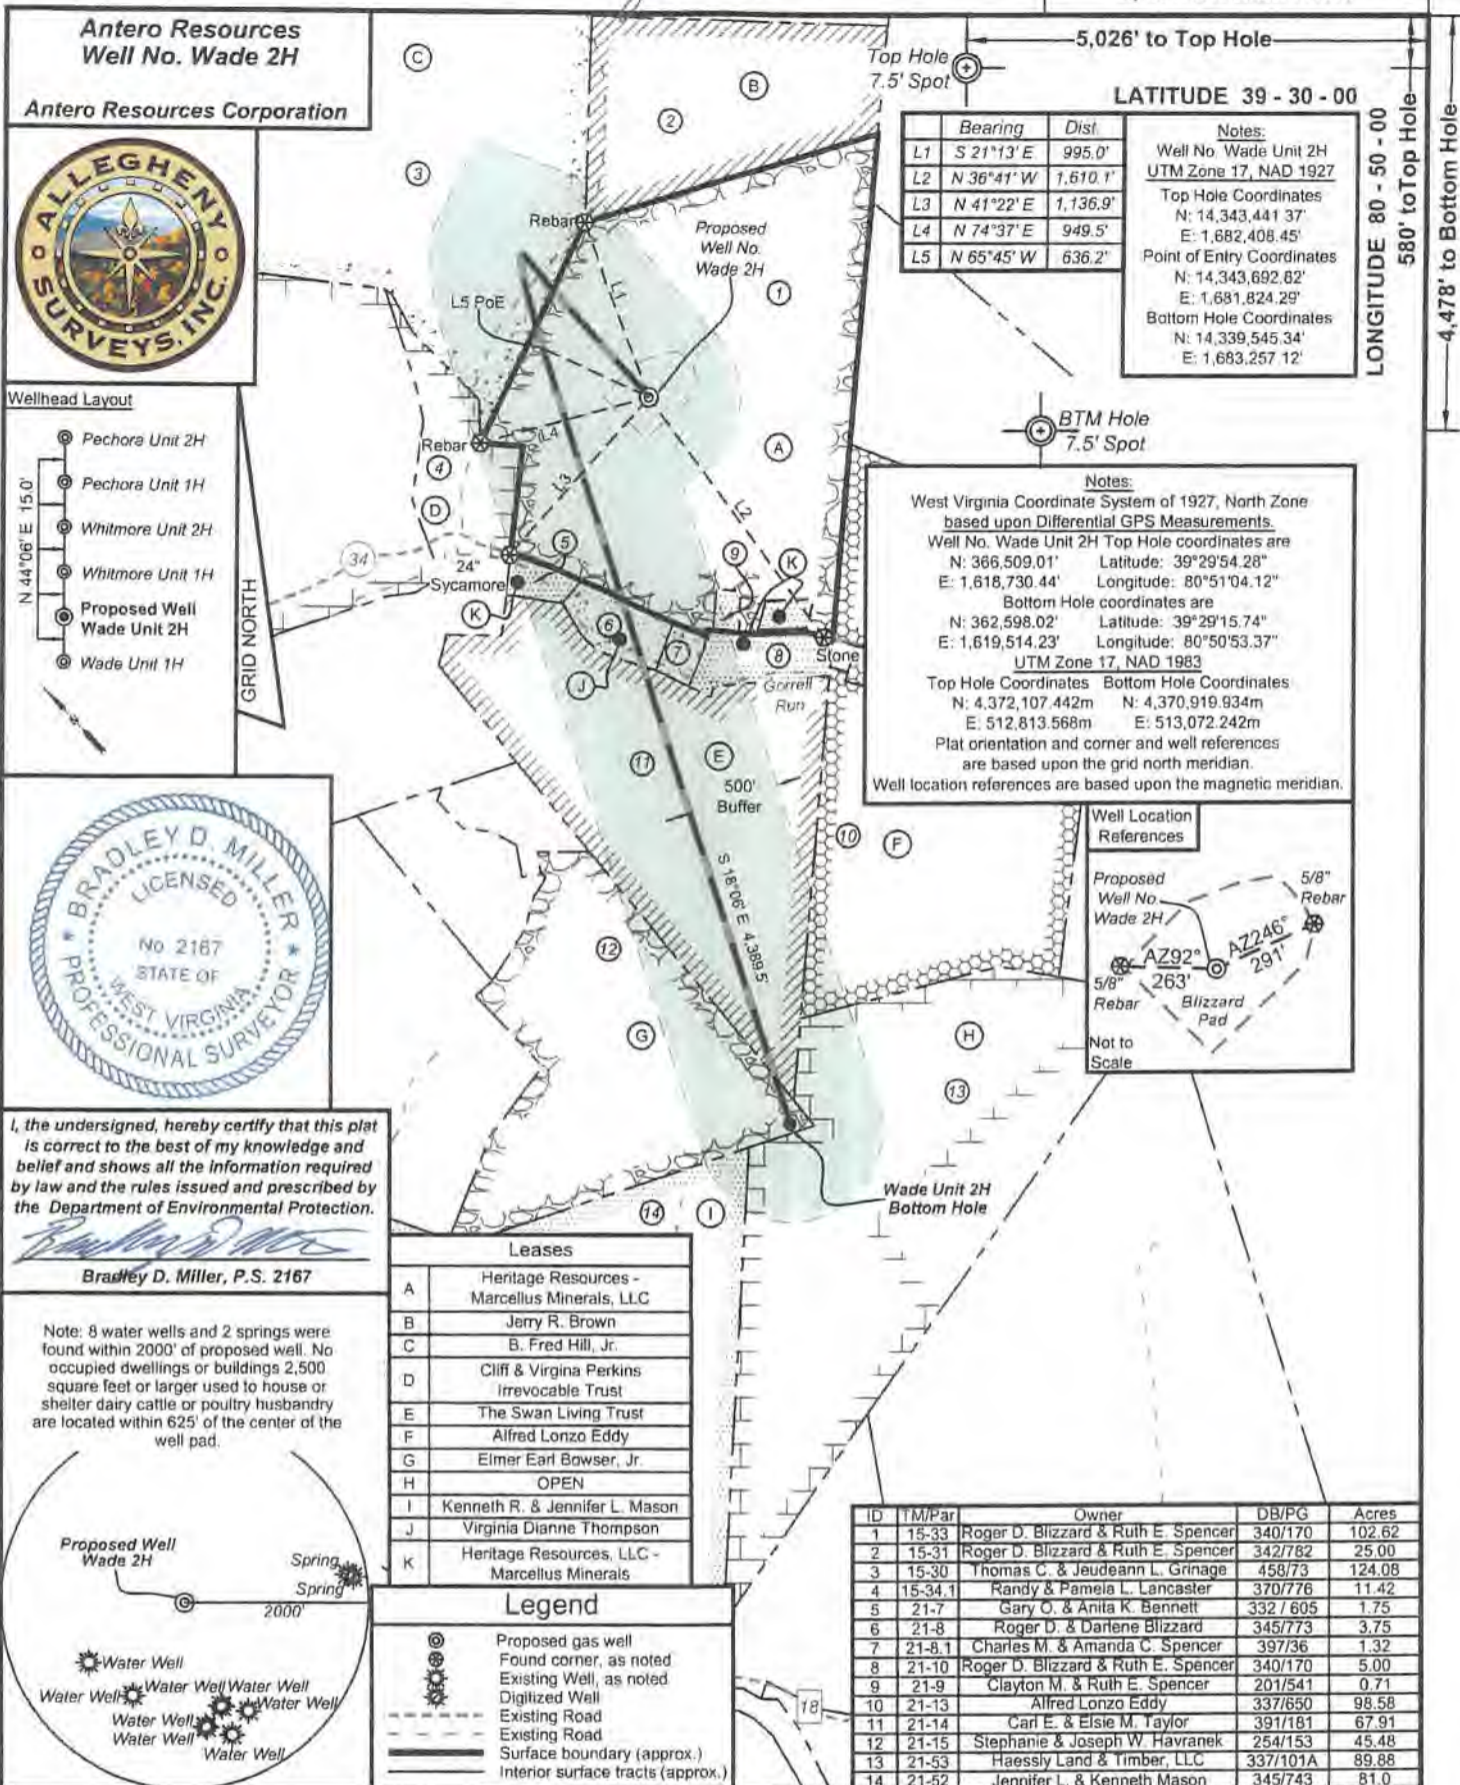 Antero Resources
Well No. Wade 2H
Antero Resources Corporation
ALLEGHENY
SURVEYS, INC.
Wellhead Layout
Pechora Unit 2H
Pechora Unit 1H
Whitmore Unit 2H
Whitmore Unit 1H
Proposed Well
Wade Unit 2H
Wade Unit 1H
N 44°06' E 15.0'
GRID NORTH
BRADLEY D. MILLER
LICENSED
No. 2167
STATE OF
WEST VIRGINIA
PROFESSIONAL SURVEYOR
I, the undersigned, hereby certify that this plat
is correct to the best of my knowledge and
belief and shows all the information required
by law and the rules issued and prescribed by
the Department of Environmental Protection.
Bradley D. Miller, P.S. 2167
Note: 8 water wells and 2 springs were
found within 2000' of proposed well. No
occupied dwellings or buildings 2,500
square feet or larger used to house or
shelter dairy cattle or poultry husbandry
are located within 625' of the center of the
well pad.
Proposed Well
Wade 2H
Spring
Spring
2000'
Water Well
Water Well
Water Well
Water Well
Water Well
Water Well
Water Well
Water Well
C
B
2
3
Rebar
Proposed
Well No.
Wade 2H
L1
1
L5 PoE
Rebar
L4
L3
L2
A
4
D
34
24"
Sycamore
K
5
9
K
6
7
8
Stone
J
Gorrell
Run
11
E
500'
Buffer
10
F
S 18°06' E 4,389.5'
12
G
H
13
14
I
Wade Unit 2H
Bottom Hole
18
Top Hole
7.5' Spot
5,026' to Top Hole
LATITUDE 39 - 30 - 00
LONGITUDE 80 - 50 - 00
580' to Top Hole
4,478' to Bottom Hole
Bearing Dist.
L1 S 21°13' E 995.0'
L2 N 36°41' W 1,610.1'
L3 N 41°22' E 1,136.9'
L4 N 74°37' E 949.5'
L5 N 65°45' W 636.2'
Notes:
Well No. Wade Unit 2H
UTM Zone 17, NAD 1927
Top Hole Coordinates
N: 14,343,441.37'
E: 1,682,408.45'
Point of Entry Coordinates
N: 14,343,692.62'
E: 1,681,824.29'
Bottom Hole Coordinates
N: 14,339,545.34'
E: 1,683,257.12'
BTM Hole
7.5' Spot
Notes:
West Virginia Coordinate System of 1927, North Zone
based upon Differential GPS Measurements.
Well No. Wade Unit 2H Top Hole coordinates are
N: 366,509.01' Latitude: 39°29'54.28"
E: 1,618,730.44' Longitude: 80°51'04.12"
Bottom Hole coordinates are
N: 362,598.02' Latitude: 39°29'15.74"
E: 1,619,514.23' Longitude: 80°50'53.37"
UTM Zone 17, NAD 1983
Top Hole Coordinates Bottom Hole Coordinates
N: 4,372,107.442m N: 4,370,919.934m
E: 512,813.568m E: 513,072.242m
Plat orientation and corner and well references
are based upon the grid north meridian.
Well location references are based upon the magnetic meridian.
Well Location
References
Proposed
Well No.
Wade 2H
5/8"
Rebar
AZ92°
263'
AZ246°
291'
5/8"
Rebar
Blizzard
Pad
Not to
Scale
Leases
A Heritage Resources -
Marcellus Minerals, LLC
B Jerry R. Brown
C B. Fred Hill, Jr.
D Cliff & Virgina Perkins
Irrevocable Trust
E The Swan Living Trust
F Alfred Lonzo Eddy
G Elmer Earl Bowser, Jr.
H OPEN
I Kenneth R. & Jennifer L. Mason
J Virginia Dianne Thompson
K Heritage Resources, LLC -
Marcellus Minerals
Legend
Proposed gas well
Found corner, as noted
Existing Well, as noted
Digitized Well
Existing Road
Existing Road
Surface boundary (approx.)
Interior surface tracts (approx.)
ID TM/Par Owner DB/PG Acres
1 15-33 Roger D. Blizzard & Ruth E. Spencer 340/170 102.62
2 15-31 Roger D. Blizzard & Ruth E. Spencer 342/782 25.00
3 15-30 Thomas C. & Jeudeann L. Grinage 458/73 124.08
4 15-34.1 Randy & Pamela L. Lancaster 370/776 11.42
5 21-7 Gary O. & Anita K. Bennett 332 / 605 1.75
6 21-8 Roger D. & Darlene Blizzard 345/773 3.75
7 21-8.1 Charles M. & Amanda C. Spencer 397/36 1.32
8 21-10 Roger D. Blizzard & Ruth E. Spencer 340/170 5.00
9 21-9 Clayton M. & Ruth E. Spencer 201/541 0.71
10 21-13 Alfred Lonzo Eddy 337/650 98.58
11 21-14 Carl E. & Elsie M. Taylor 391/181 67.91
12 21-15 Stephanie & Joseph W. Havranek 254/153 45.48
13 21-53 Haessly Land & Timber, LLC 337/101A 89.88
14 21-52 Jennifer L. & Kenneth Mason 345/743 81.0